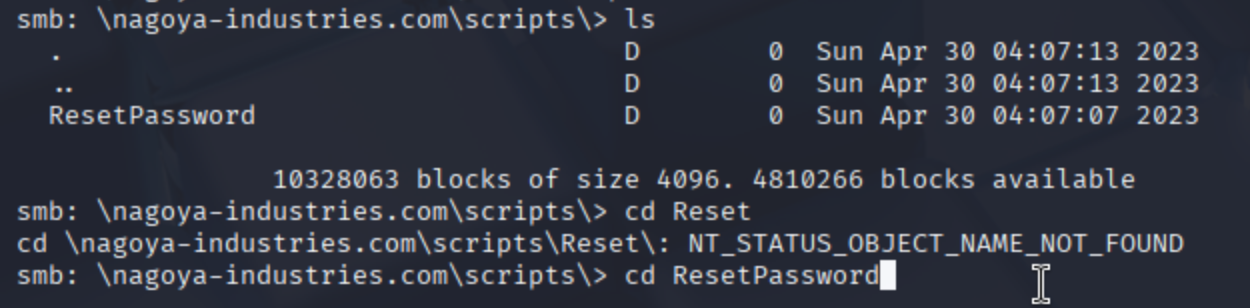 smb: \nagoya-industries.com\scripts\> ls
. D 0 Sun Apr 30 04:07:13 2023
.. D 0 Sun Apr 30 04:07:13 2023
ResetPassword D 0 Sun Apr 30 04:07:07 2023
10328063 blocks of size 4096. 4810266 blocks available
smb: \nagoya-industries.com\scripts\> cd Reset
cd \nagoya-industries.com\scripts\Reset\: NT_STATUS_OBJECT_NAME_NOT_FOUND
smb: \nagoya-industries.com\scripts\> cd ResetPassword